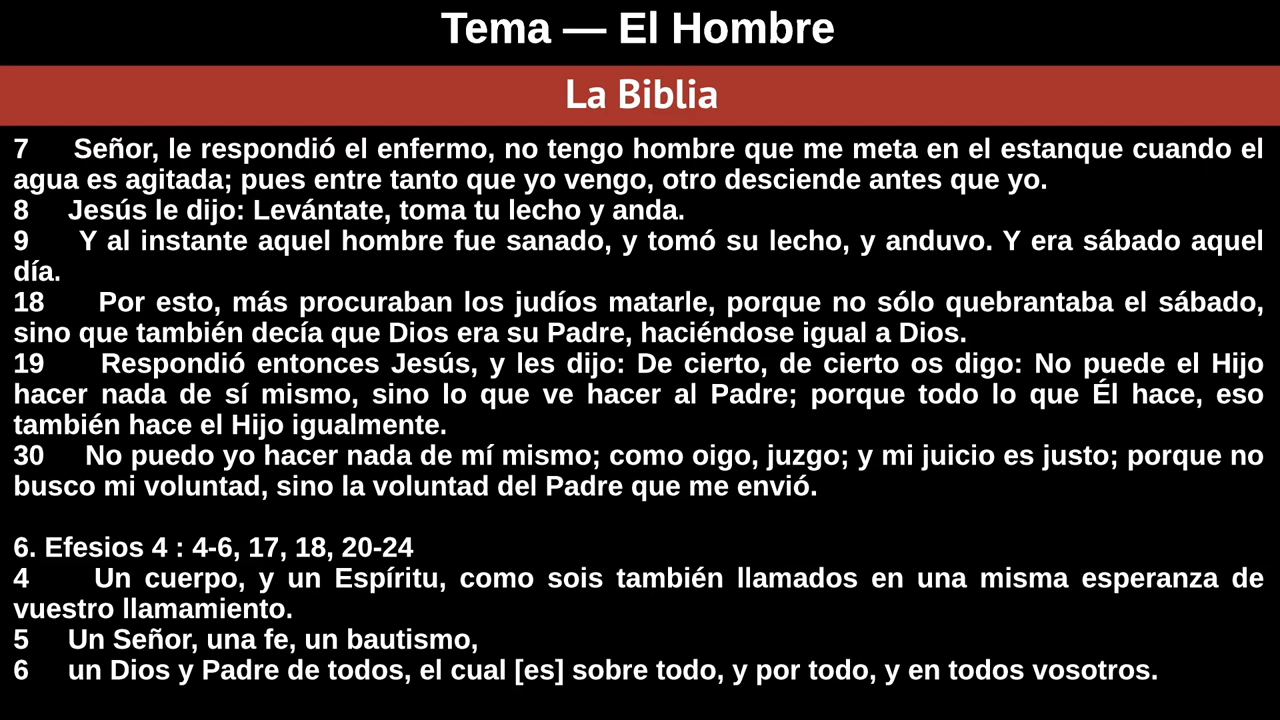 Tema — El Hombre
La Biblia
7 Señor, le respondió el enfermo, no tengo hombre que me meta en el estanque cuando el
agua es agitada; pues entre tanto que yo vengo, otro desciende antes que yo.
8 Jesús le dijo: Levántate, toma tu lecho y anda.
9 Y al instante aquel hombre fue sanado, y tomó su lecho, y anduvo. Y era sábado aquel
día.
18 Por esto, más procuraban los judíos matarle, porque no sólo quebrantaba el sábado,
sino que también decía que Dios era su Padre, haciéndose igual a Dios.
19 Respondió entonces Jesús, y les dijo: De cierto, de cierto os digo: No puede el Hijo
hacer nada de sí mismo, sino lo que ve hacer al Padre; porque todo lo que Él hace, eso
también hace el Hijo igualmente.
30 No puedo yo hacer nada de mí mismo; como oigo, juzgo; y mi juicio es justo; porque no
busco mi voluntad, sino la voluntad del Padre que me envió.
6. Efesios 4 : 4-6, 17, 18, 20-24
4 Un cuerpo, y un Espíritu, como sois también llamados en una misma esperanza de
vuestro llamamiento.
5 Un Señor, una fe, un bautismo,
6 un Dios y Padre de todos, el cual [es] sobre todo, y por todo, y en todos vosotros.